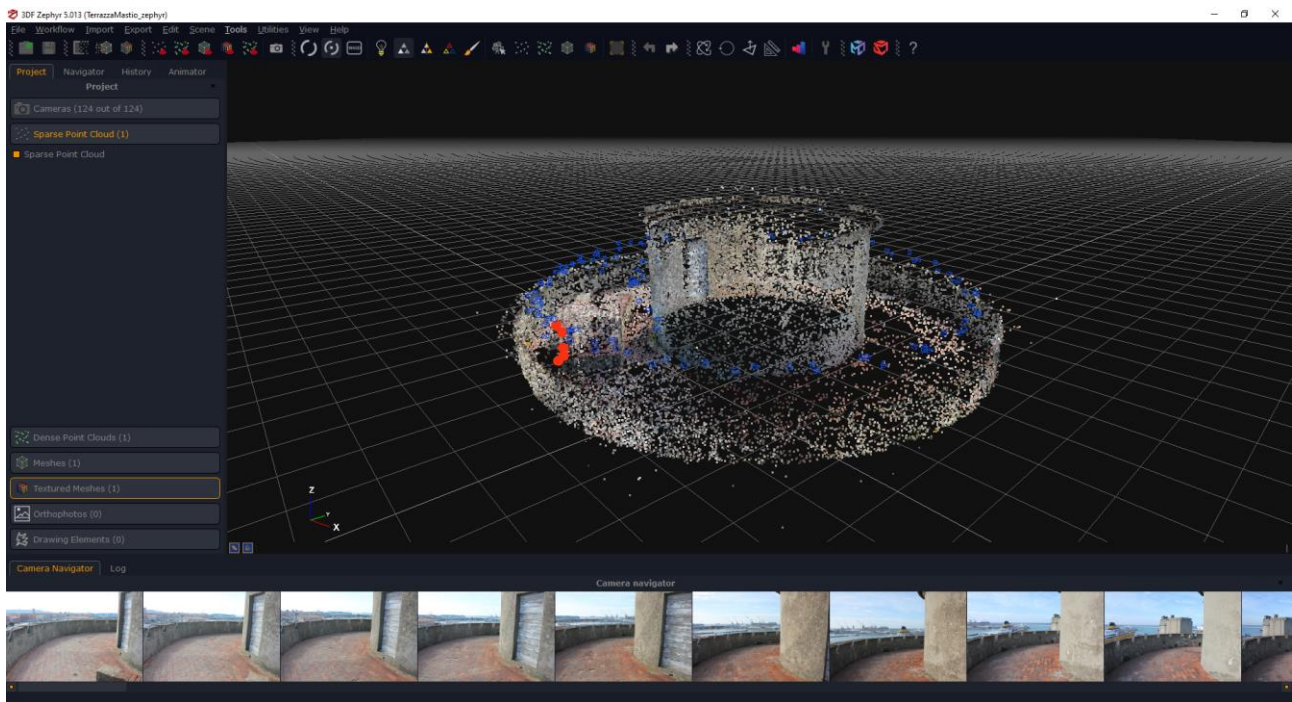 3DF Zephyr 5.013 (TerrazzaMastio_zephyr)
File Workflow Import Export Edit Scene Tools Utilities View Help
Project Navigator History Animator
Project
Cameras (124 out of 124)
Sparse Point Cloud (1)
Sparse Point Cloud
Dense Point Clouds (1)
Meshes (1)
Textured Meshes (1)
Orthophotos (0)
Drawing Elements (0)
Z
Y
X
Camera Navigator Log
Camera navigator